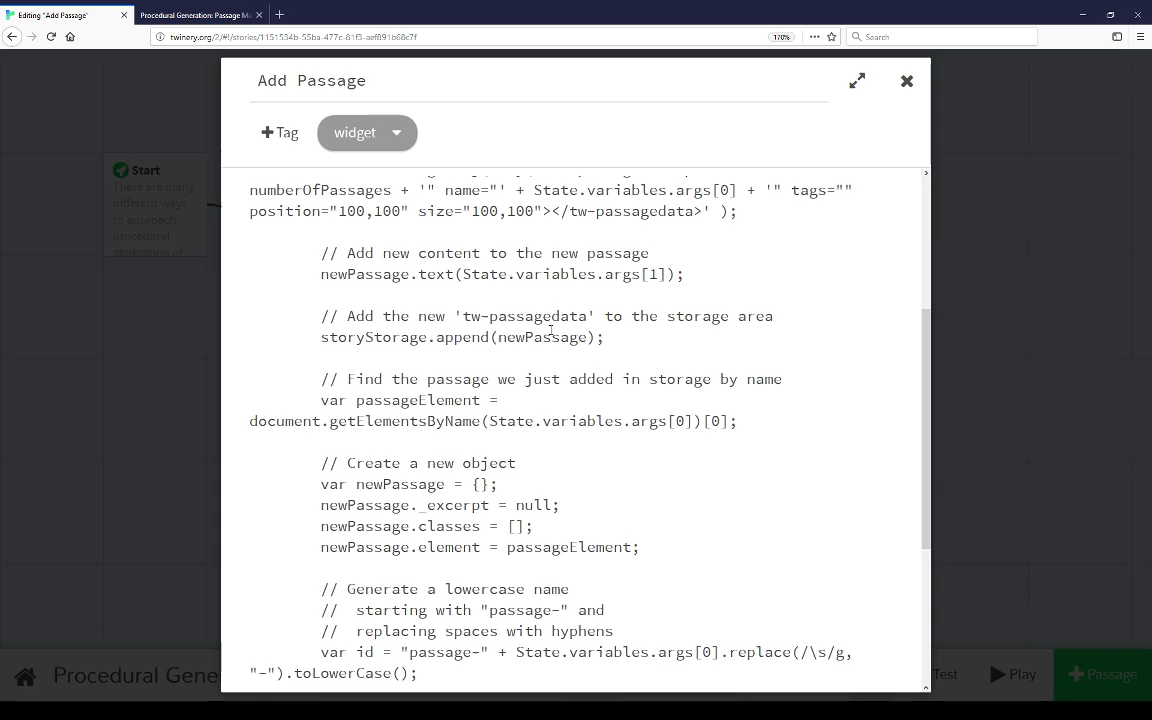 Editing "Add Passage"
Procedural Generation: Passage Ma
twinery.org/2/#!/stories/1151534b-55ba-477c-81f3-aef891b68c7f
170%
Search
Add Passage
Tag
widget
Start
There are many
different ways
to approach
procedural
generation of
numberOfPassages + '" name="' + State.variables.args[0] + '" tags=""
position="100,100" size="100,100"></tw-passagedata>' );
// Add new content to the new passage
newPassage.text(State.variables.args[1]);
// Add the new 'tw-passagedata' to the storage area
storyStorage.append(newPassage);
// Find the passage we just added in storage by name
var passageElement =
document.getElementsByName(State.variables.args[0])[0];
// Create a new object
var newPassage = {};
newPassage._excerpt = null;
newPassage.classes = [];
newPassage.element = passageElement;
// Generate a lowercase name
//  starting with "passage-" and
//  replacing spaces with hyphens
var id = "passage-" + State.variables.args[0].replace(/\s/g,
"-").toLowerCase();
Procedural Gene
Test
Play
Passage